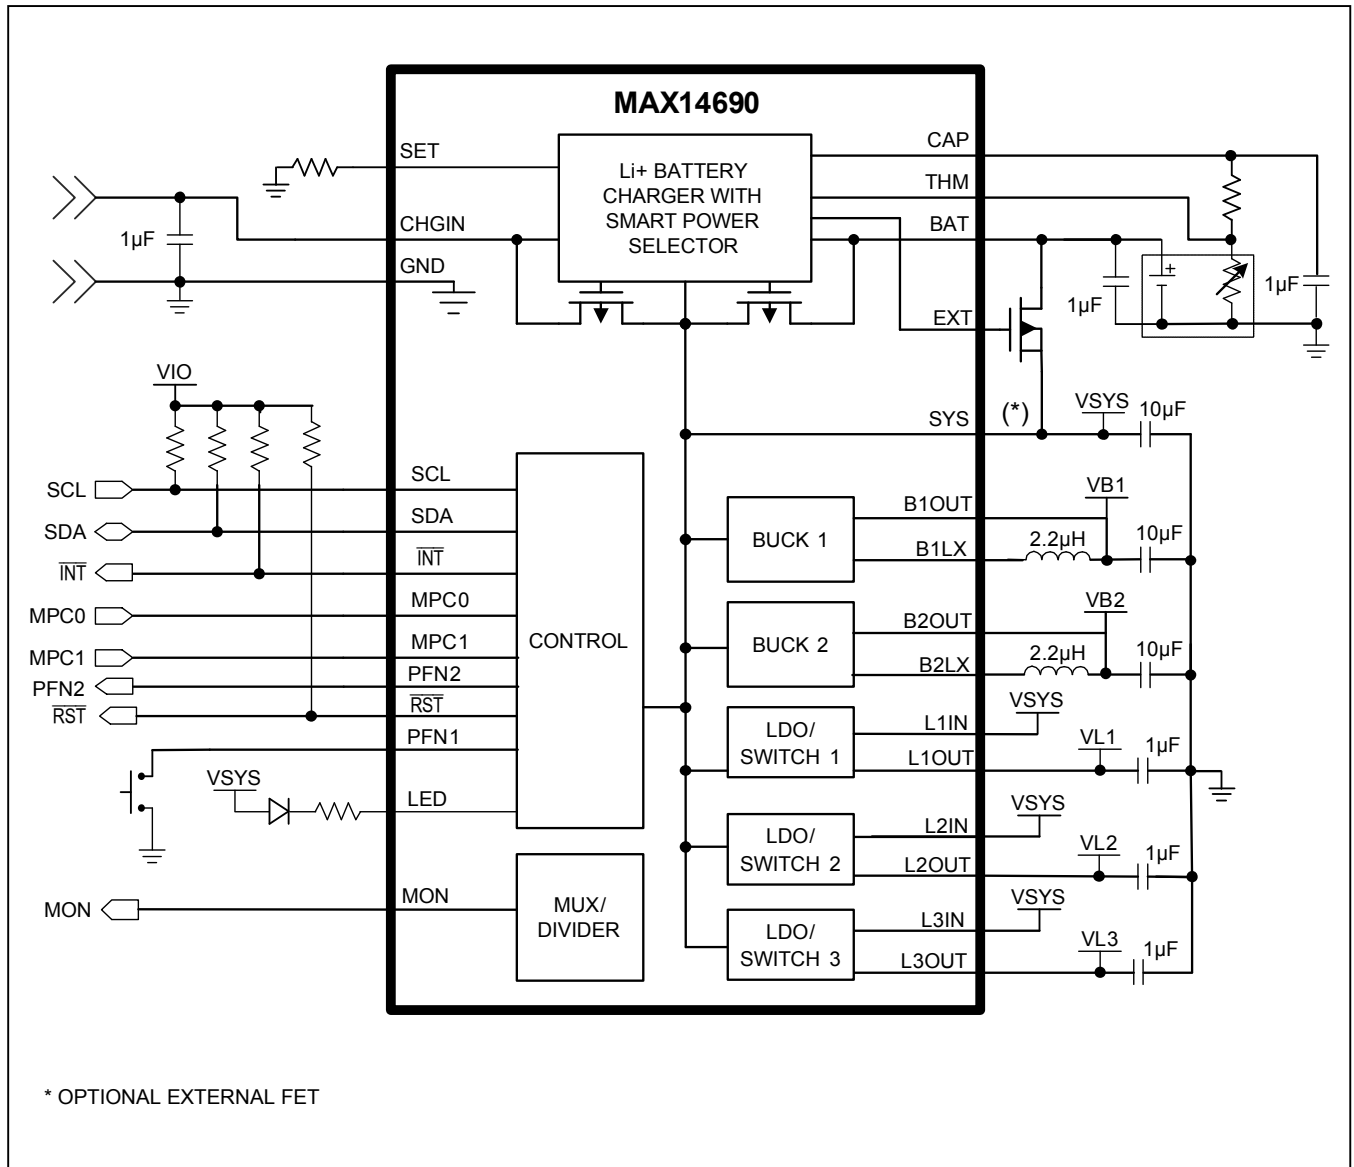 MAX14690
SET
CHGIN
GND
1µF
Li+ BATTERY
CHARGER WITH
SMART POWER
SELECTOR
CAP
THM
BAT
EXT
1µF
+
1µF
SYS
(*)
VSYS
10µF
VIO
SCL
SDA
INT
MPC0
MPC1
PFN2
RST
SCL
SDA
INT
MPC0
MPC1
PFN2
RST
PFN1
VSYS
LED
CONTROL
MON
MON
MUX/
DIVIDER
BUCK 1
B1OUT
B1LX
VB1
2.2µH
10µF
BUCK 2
B2OUT
B2LX
VB2
2.2µH
10µF
LDO/
SWITCH 1
L1IN
L1OUT
VSYS
VL1
1µF
LDO/
SWITCH 2
L2IN
L2OUT
VSYS
VL2
1µF
LDO/
SWITCH 3
L3IN
L3OUT
VSYS
VL3
1µF
* OPTIONAL EXTERNAL FET